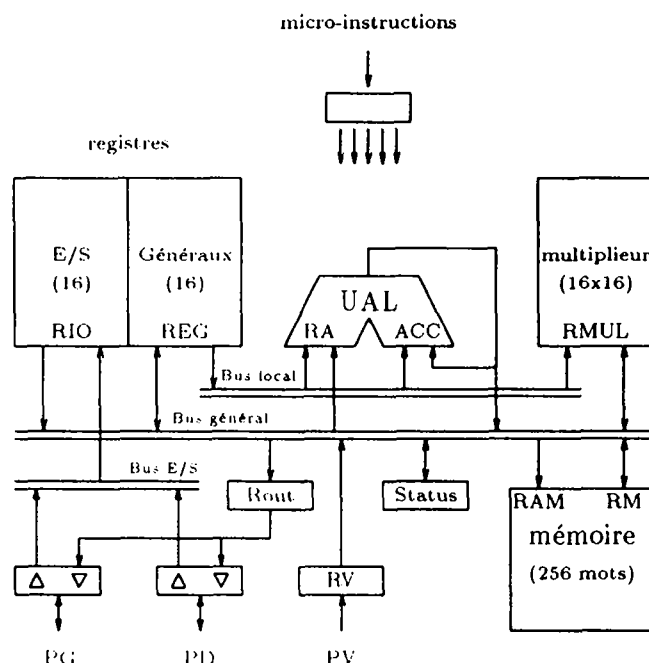 micro-instructions
registres
E/S
(16)
RIO
Généraux
(16)
REG
UAL
RA
ACC
multiplieur
(16x16)
RMUL
Bus local
Bus général
Bus E/S
Rout
Status
RAM
RM
mémoire
(256 mots)
RV
PG
PD
PV